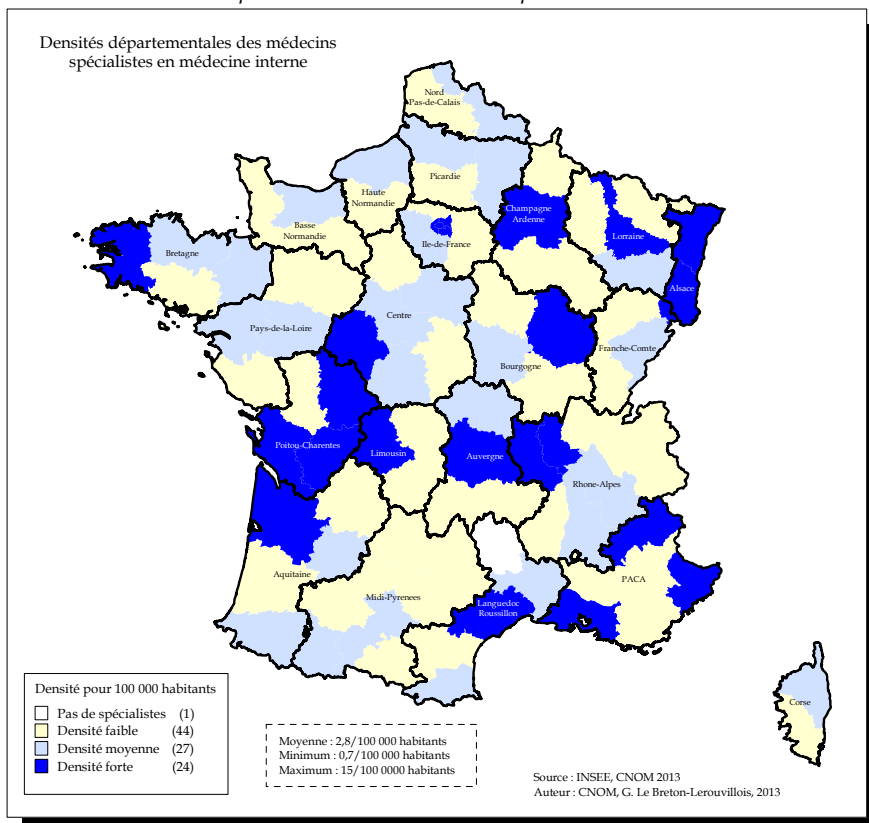 Densités départementales des médecins
spécialistes en médecine interne
Nord
Pas-de-Calais
Picardie
Haute
Normandie
Basse
Normandie
Champagne
Ardenne
Lorraine
Ile-de-France
Bretagne
Alsace
Centre
Pays-de-la-Loire
Franche-Comte
Bourgogne
Poitou-Charentes
Limousin
Auvergne
Rhone-Alpes
Aquitaine
PACA
Midi-Pyrenees
Languedoc
Roussillon
Corse
Densité pour 100 000 habitants
Pas de spécialistes (1)
Densité faible (44)
Densité moyenne (27)
Densité forte (24)
Moyenne : 2,8/100 000 habitants
Minimum : 0,7/100 000 habitants
Maximum : 15/100 0000 habitants
Source : INSEE, CNOM 2013
Auteur : CNOM, G. Le Breton-Lerouvillois, 2013